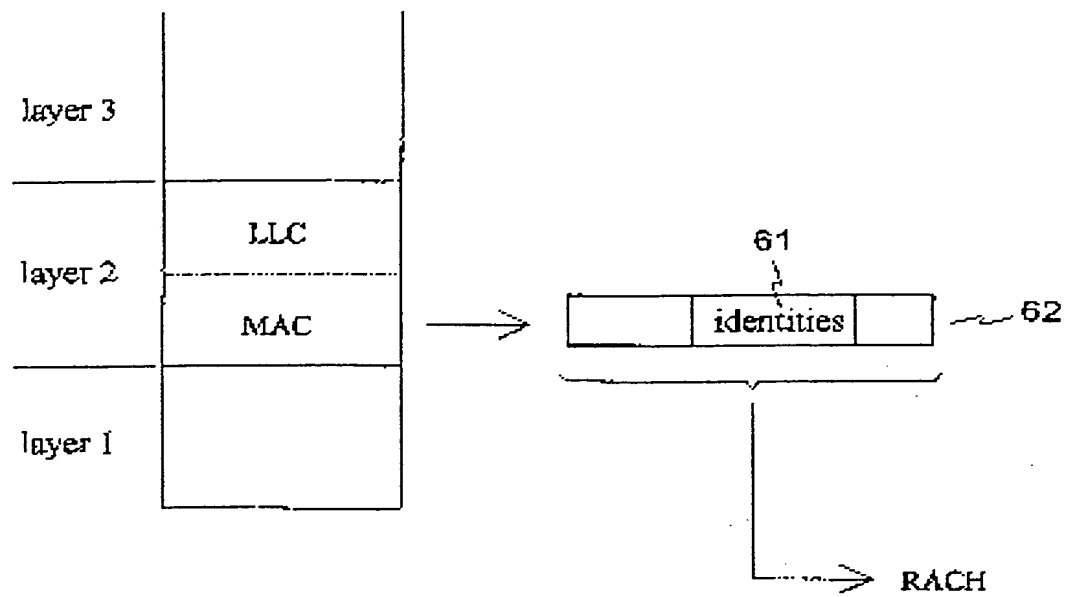 layer 3
LLC
layer 2
MAC
61
identities
62
layer 1
RACH